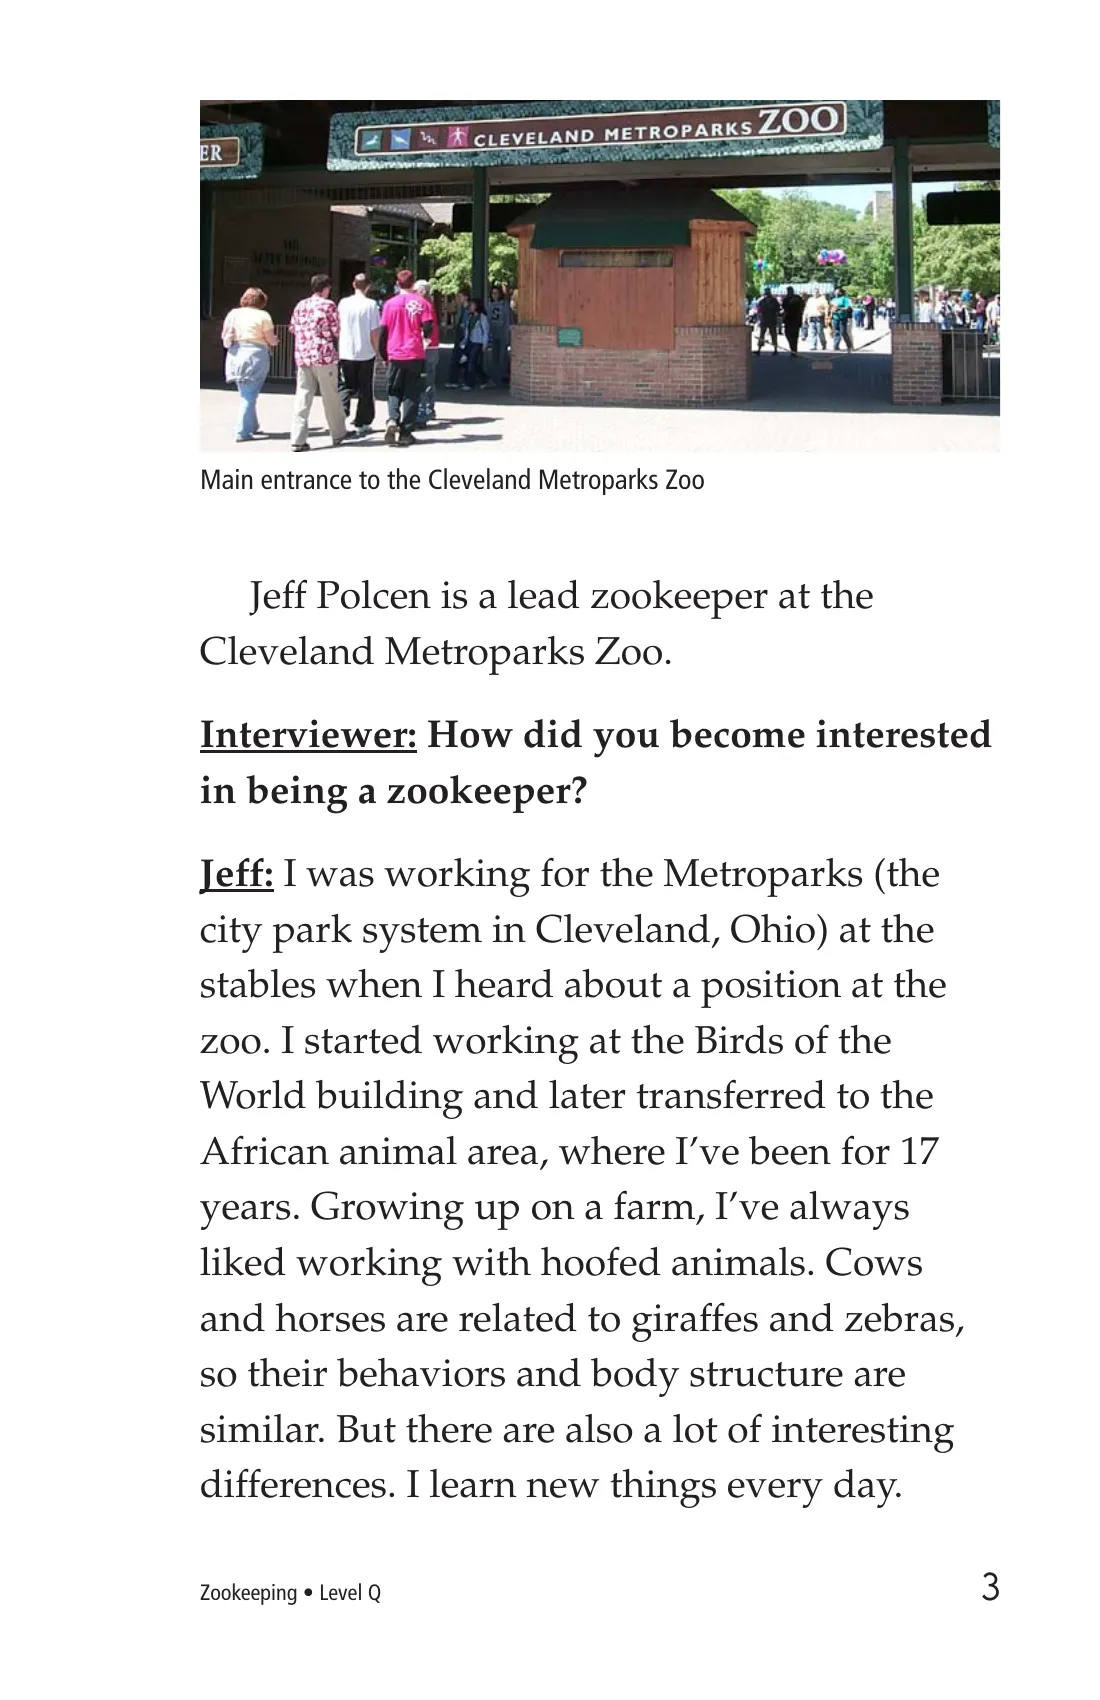 ER
CLEVELAND METROPARKS ZOO
Main entrance to the Cleveland Metroparks Zoo
Jeff Polcen is a lead zookeeper at the
Cleveland Metroparks Zoo.
Interviewer: How did you become interested
in being a zookeeper?
Jeff: I was working for the Metroparks (the
city park system in Cleveland, Ohio) at the
stables when I heard about a position at the
zoo. I started working at the Birds of the
World building and later transferred to the
African animal area, where I’ve been for 17
years. Growing up on a farm, I’ve always
liked working with hoofed animals. Cows
and horses are related to giraffes and zebras,
so their behaviors and body structure are
similar. But there are also a lot of interesting
differences. I learn new things every day.
Zookeeping • Level Q
3